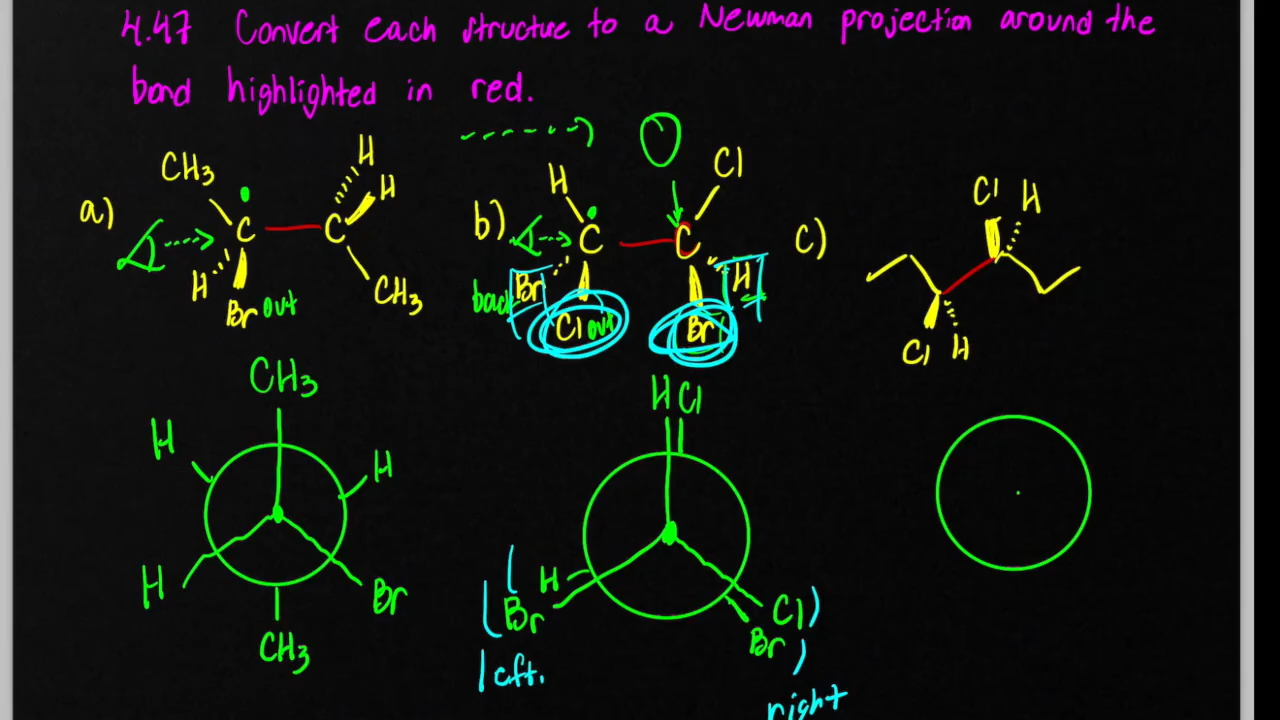 4.47 Convert each structure to a Newman projection around the
bond highlighted in red.
a)
CH3
H
H
C
C
H
Br out
CH3
b)
H
Cl
C
C
back
Br
Cl out
Br
H
c)
Cl
H
Cl
H
CH3
H
H
H
Br
CH3
H Cl
H
Br
Cl
Br
left.
right